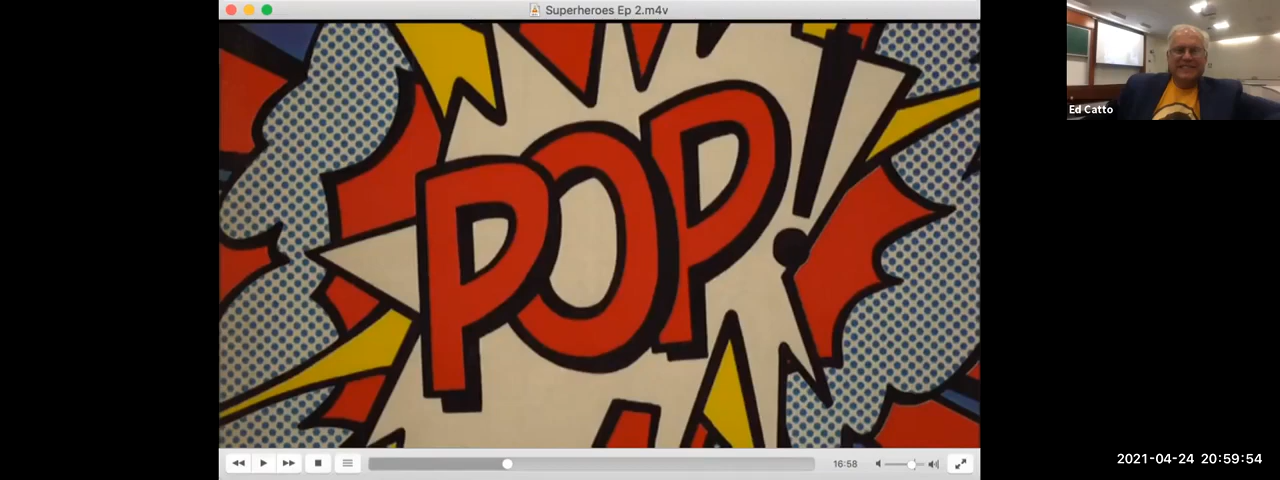 Superheroes Ep 2.m4v
POP!
16:58
Ed Catto
2021-04-24 20:59:54